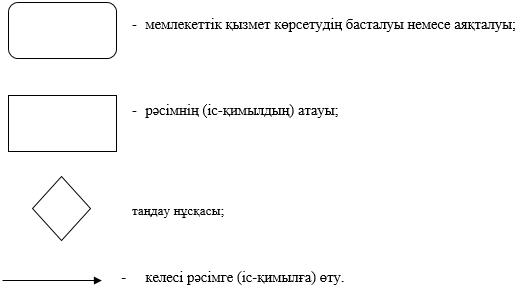 - мемлекеттік қызмет көрсетудің басталуы немесе аяқталуы;
- рәсімнің (іс-қимылдың) атауы;
таңдау нұсқасы;
- келесі рәсімге (іс-қимылға) өту.